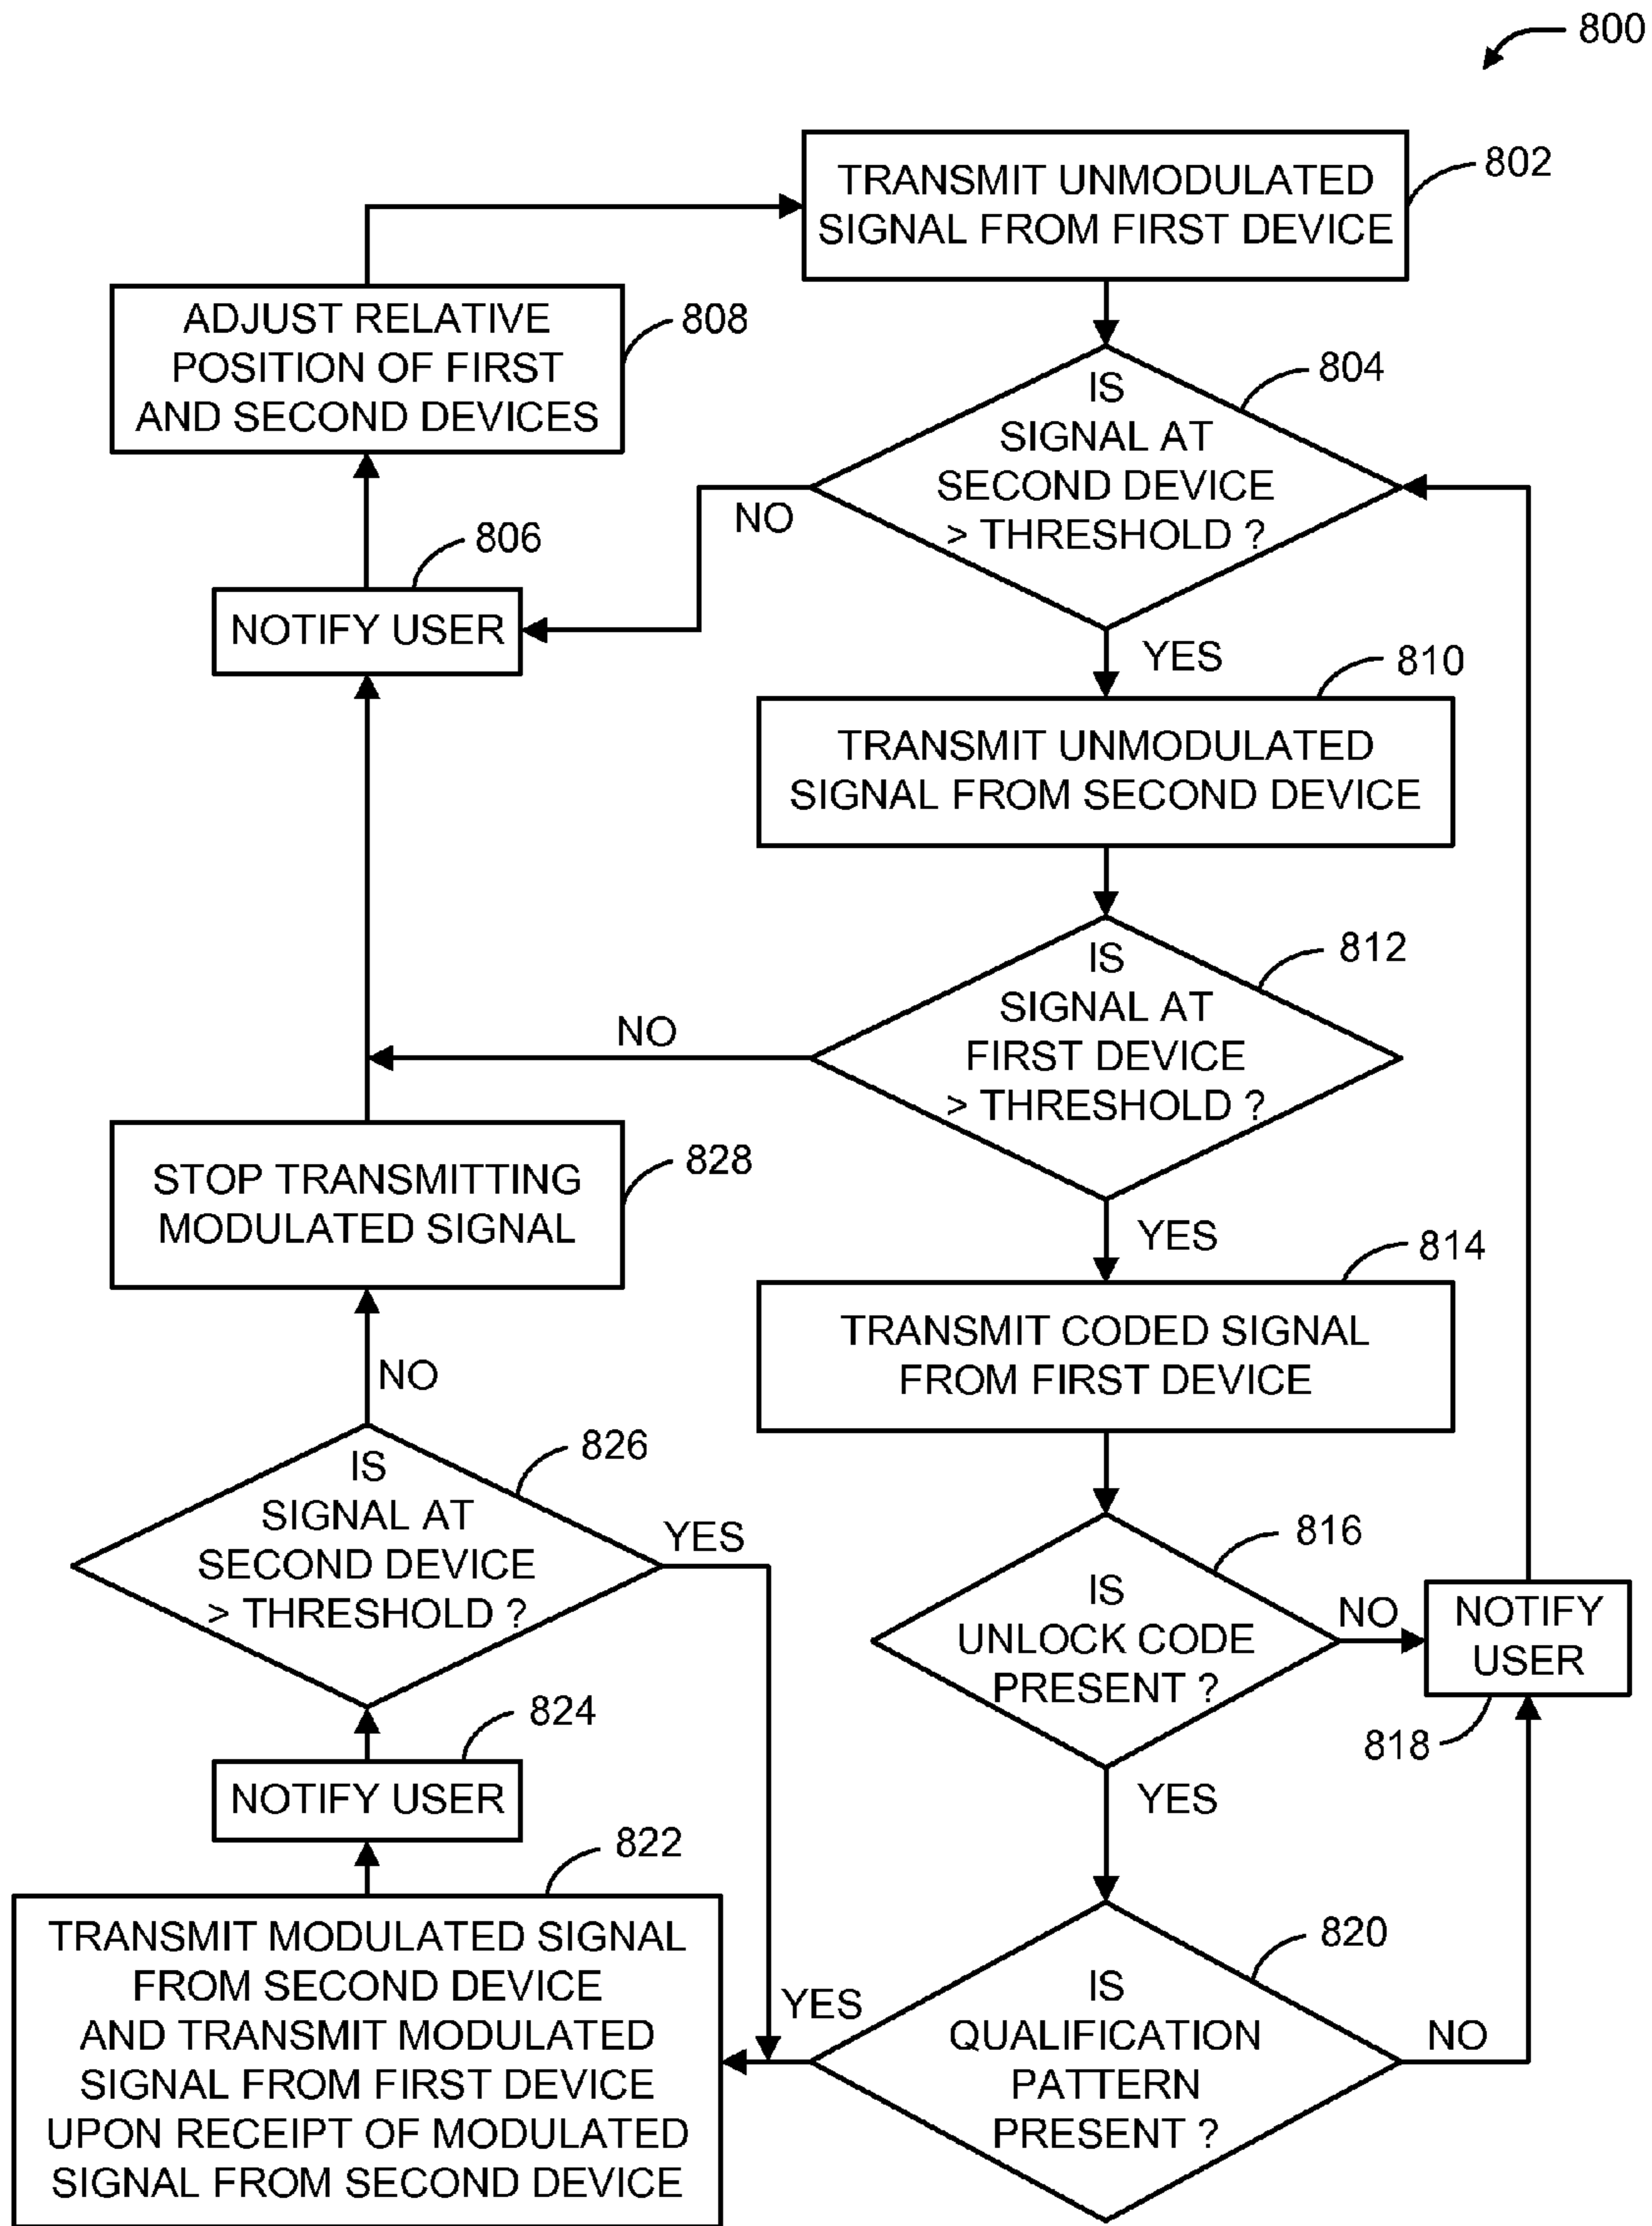 800
TRANSMIT UNMODULATED
SIGNAL FROM FIRST DEVICE
802
ADJUST RELATIVE
POSITION OF FIRST
AND SECOND DEVICES
808
IS
SIGNAL AT
SECOND DEVICE
> THRESHOLD ?
804
NO
806
NOTIFY USER
YES
810
TRANSMIT UNMODULATED
SIGNAL FROM SECOND DEVICE
IS
SIGNAL AT
FIRST DEVICE
> THRESHOLD ?
812
NO
STOP TRANSMITTING
MODULATED SIGNAL
828
YES
814
TRANSMIT CODED SIGNAL
FROM FIRST DEVICE
NO
IS
SIGNAL AT
SECOND DEVICE
> THRESHOLD ?
826
YES
IS
UNLOCK CODE
PRESENT ?
816
NO
NOTIFY
USER
818
824
NOTIFY USER
YES
822
TRANSMIT MODULATED SIGNAL
FROM SECOND DEVICE
AND TRANSMIT MODULATED
SIGNAL FROM FIRST DEVICE
UPON RECEIPT OF MODULATED
SIGNAL FROM SECOND DEVICE
YES
IS
QUALIFICATION
PATTERN
PRESENT ?
820
NO